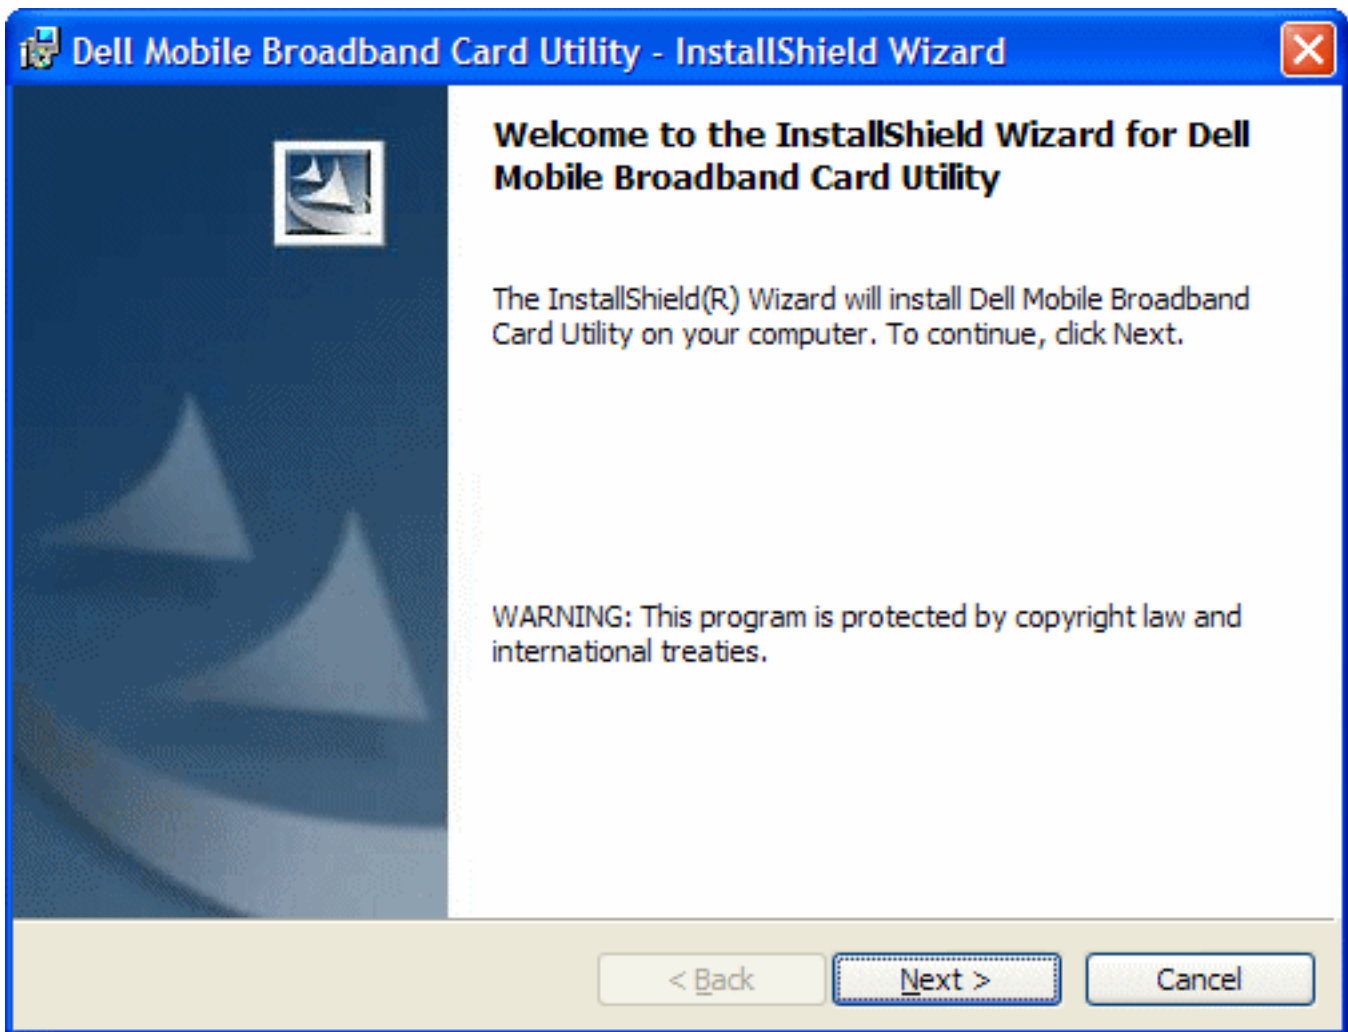 Dell Mobile Broadband Card Utility - InstallShield Wizard
Welcome to the InstallShield Wizard for Dell
Mobile Broadband Card Utility
The InstallShield(R) Wizard will install Dell Mobile Broadband
Card Utility on your computer. To continue, click Next.
WARNING: This program is protected by copyright law and
international treaties.
< Back
Next >
Cancel